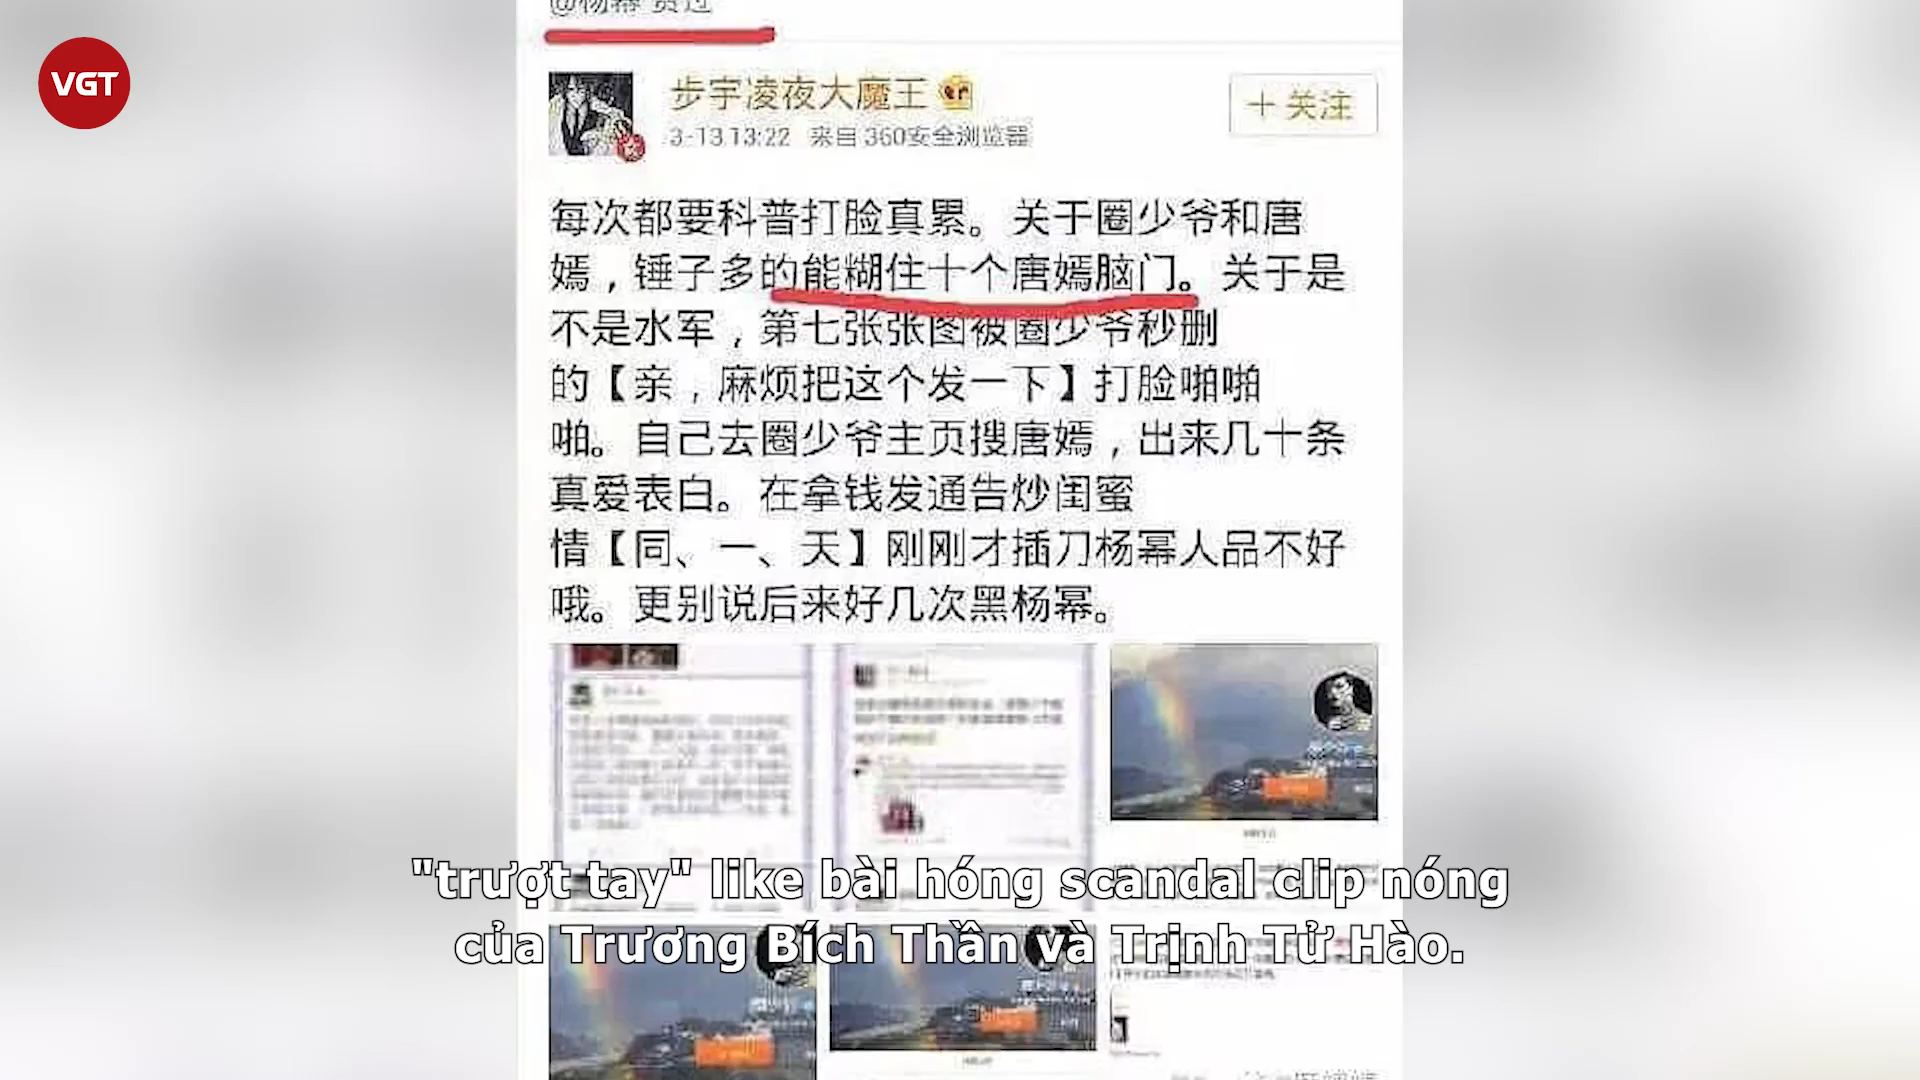 @杨幂 赞过
VGT
步宇凌夜大魔王
3-13 13:22 来自 360安全浏览器
+ 关注
每次都要科普打脸真累。关于圈少爷和唐
嫣，锤子多的能糊住十个唐嫣脑门。关于是
不是水军，第七张张图被圈少爷秒删
的【亲，麻烦把这个发一下】打脸啪啪
啪。自己去圈少爷主页搜唐嫣，出来几十条
真爱表白。在拿钱发通告炒闺蜜
情【同、一、天】刚刚才插刀杨幂人品不好
哦。更别说后来好几次黑杨幂。
"trượt tay" like bài hóng scandal clip nóng
của Trương Bích Thần và Trịnh Tử Hào.